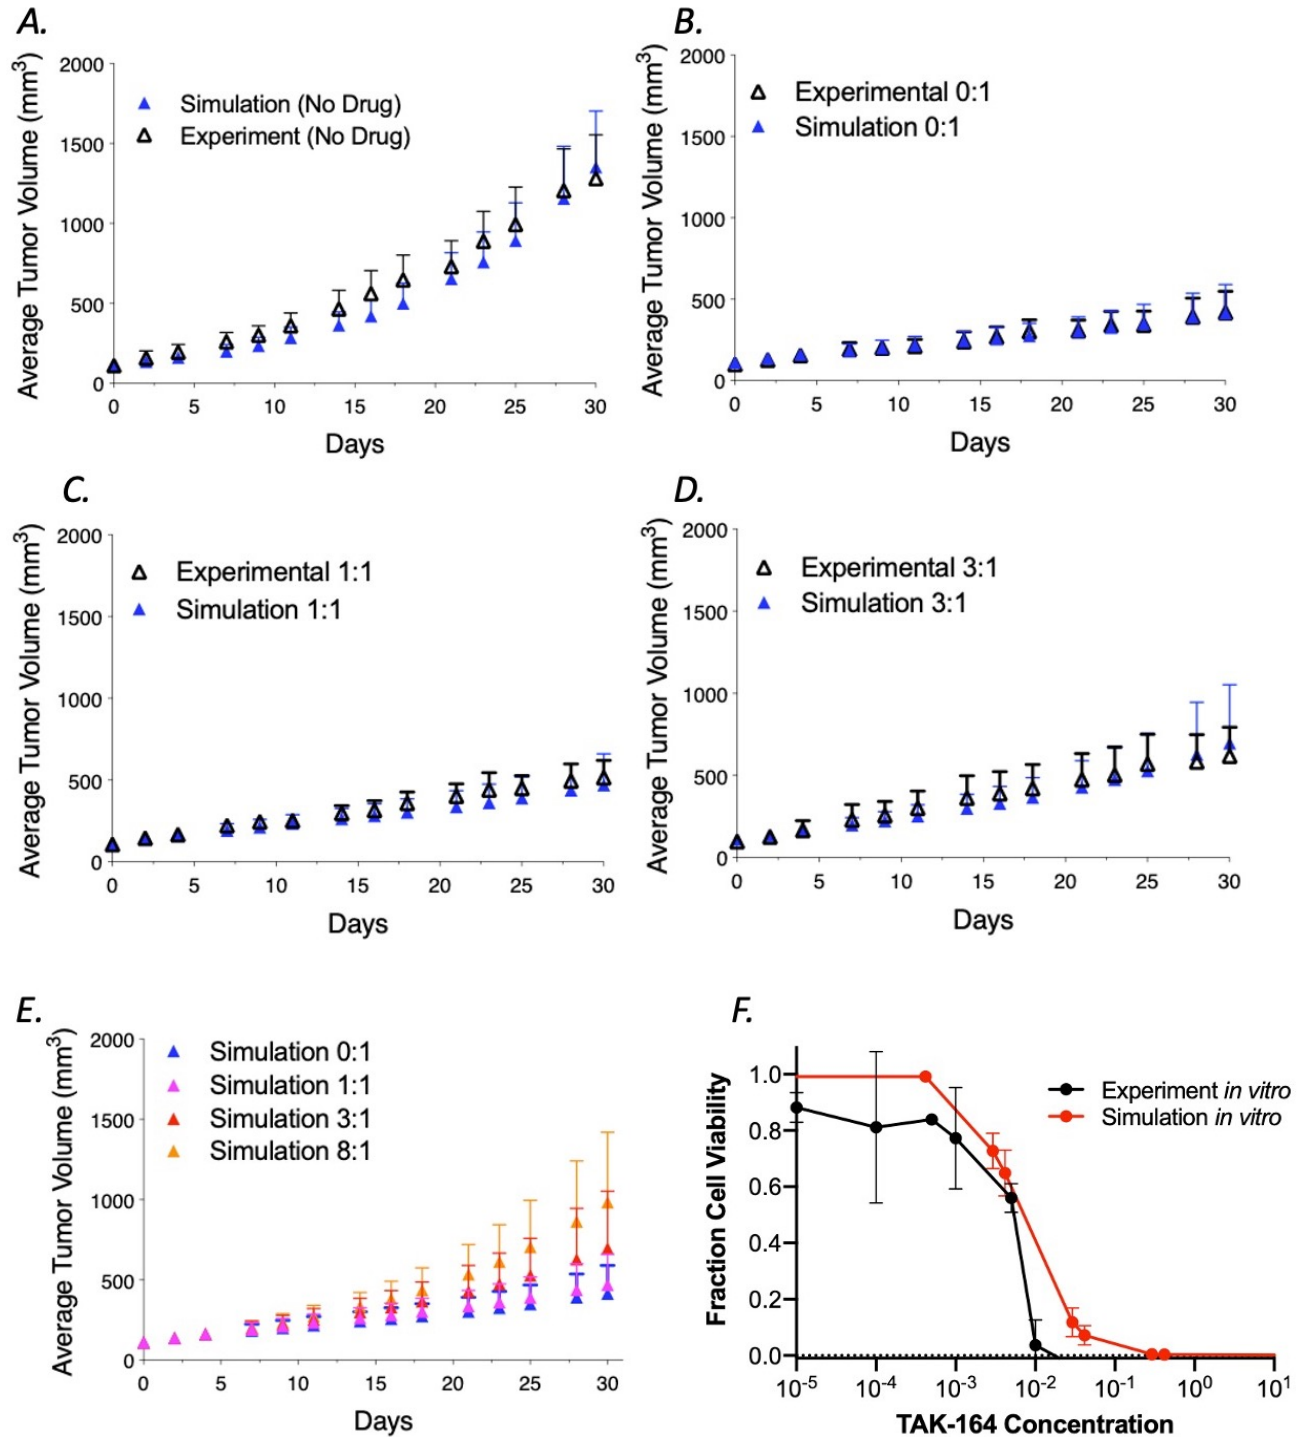 A.
Average Tumor Volume (mm³)
2000
1500
1000
500
0
Simulation (No Drug)
Experiment (No Drug)
0 5 10 15 20 25 30
Days
B.
Average Tumor Volume (mm³)
2000
1500
1000
500
0
Experimental 0:1
Simulation 0:1
0 5 10 15 20 25 30
Days
C.
Average Tumor Volume (mm³)
2000
1500
1000
500
0
Experimental 1:1
Simulation 1:1
0 5 10 15 20 25 30
Days
D.
Average Tumor Volume (mm³)
2000
1500
1000
500
0
Experimental 3:1
Simulation 3:1
0 5 10 15 20 25 30
Days
E.
Average Tumor Volume (mm³)
2000
1500
1000
500
0
Simulation 0:1
Simulation 1:1
Simulation 3:1
Simulation 8:1
0 5 10 15 20 25 30
Days
F.
Fraction Cell Viability
1.0
0.8
0.6
0.4
0.2
0.0
Experiment in vitro
Simulation in vitro
10⁻⁵ 10⁻⁴ 10⁻³ 10⁻² 10⁻¹ 10⁰ 10¹
TAK-164 Concentration